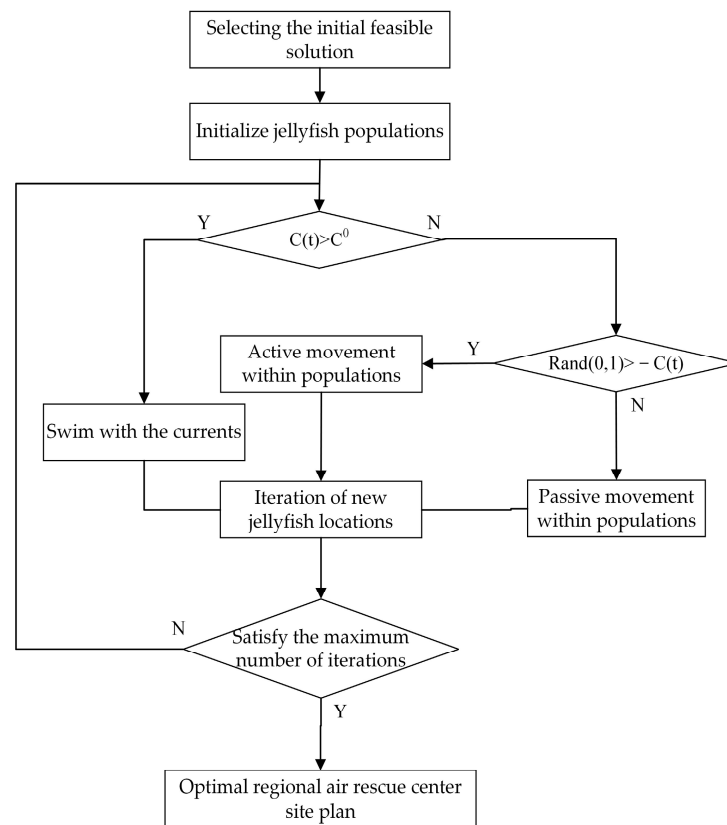 Selecting the initial feasible
solution
Initialize jellyfish populations
Y
N
C(t)>C⁰
Y
Rand(0,1)> − C(t)
Active movement
within populations
N
Swim with the currents
Iteration of new
jellyfish locations
Passive movement
within populations
N
Satisfy the maximum
number of iterations
Y
Optimal regional air rescue center
site plan